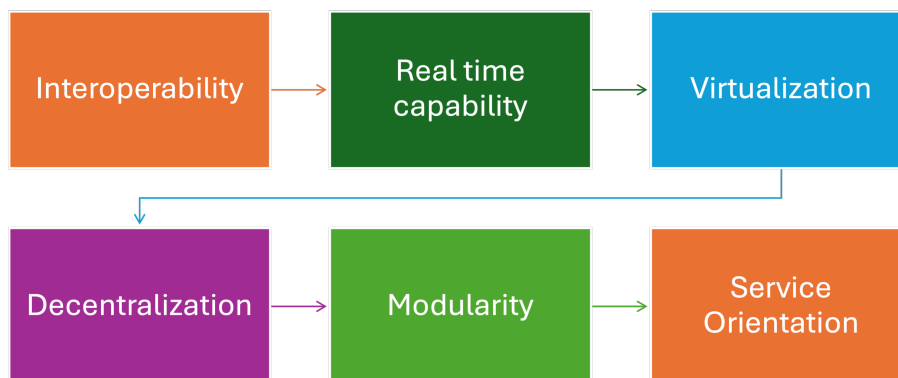 Interoperability
Real time
capability
Virtualization
Decentralization
Modularity
Service
Orientation